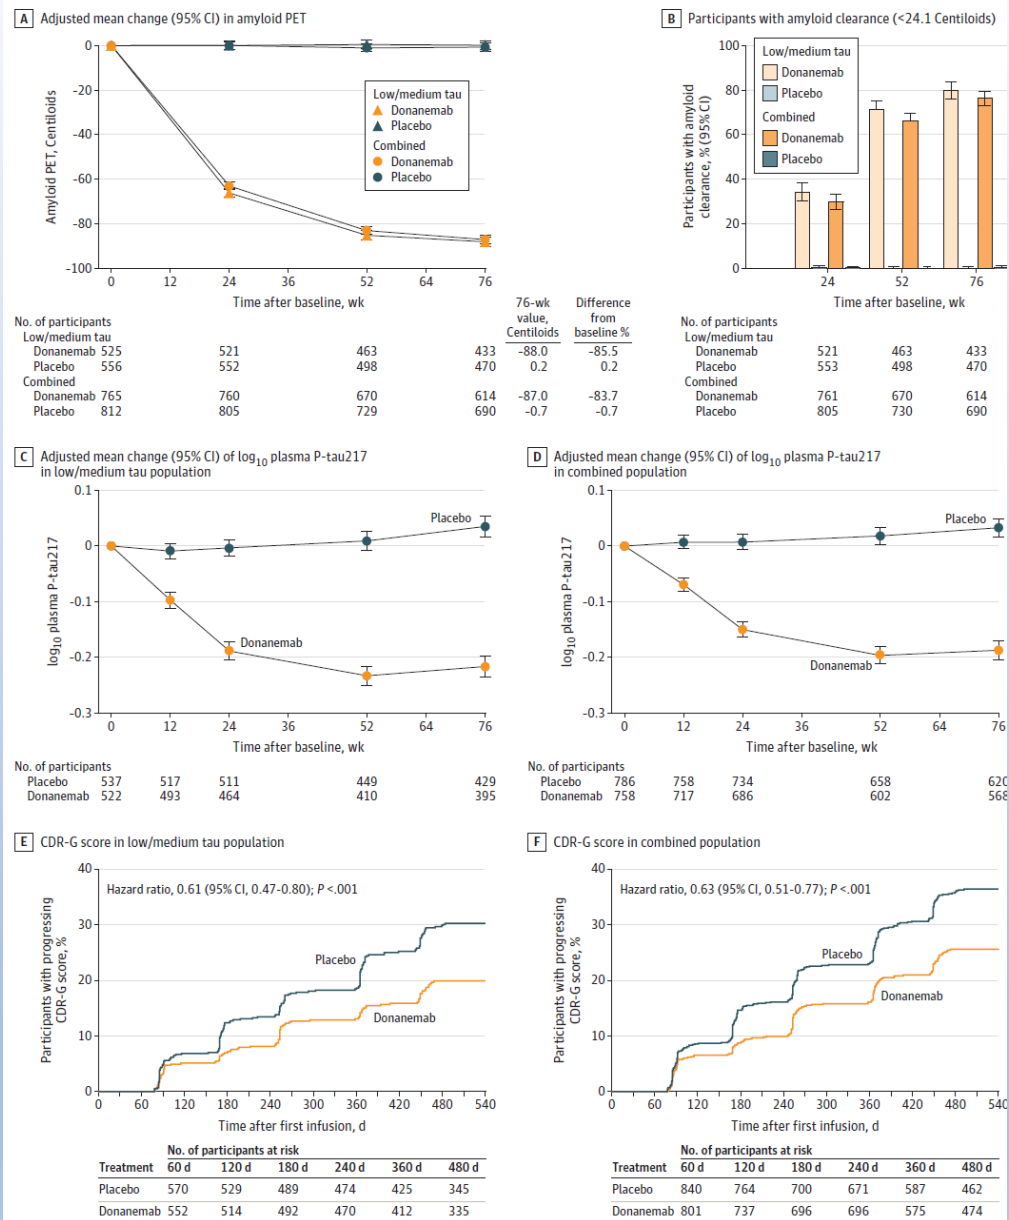 A Adjusted mean change (95% CI) in amyloid PET
0
-20
-40
-60
-80
-100
Amyloid PET, Centiloids
Low/medium tau
Donanemab
Placebo
Combined
Donanemab
Placebo
0 12 24 36 52 64 76
Time after baseline, wk
76-wk value, Centiloids
Difference from baseline %
No. of participants
Low/medium tau
Donanemab 525 521 463 433 -88.0 -85.5
Placebo 556 552 498 470 0.2 0.2
Combined
Donanemab 765 760 670 614 -87.0 -83.7
Placebo 812 805 729 690 -0.7 -0.7
B Participants with amyloid clearance (<24.1 Centiloids)
100
80
60
40
20
0
Participants with amyloid
clearance, % (95% CI)
Low/medium tau
Donanemab
Placebo
Combined
Donanemab
Placebo
24 52 76
Time after baseline, wk
No. of participants
Low/medium tau
Donanemab 521 463 433
Placebo 553 498 470
Combined
Donanemab 761 670 614
Placebo 805 730 690
C Adjusted mean change (95% CI) of log10 plasma P-tau217
in low/medium tau population
0.1
0
-0.1
-0.2
-0.3
log10 plasma P-tau217
Placebo
Donanemab
0 12 24 36 52 64 76
Time after baseline, wk
No. of participants
Placebo 537 517 511 449 429
Donanemab 522 493 464 410 395
D Adjusted mean change (95% CI) of log10 plasma P-tau217
in combined population
0.1
0
-0.1
-0.2
-0.3
log10 plasma P-tau217
Placebo
Donanemab
0 12 24 36 52 64 76
Time after baseline, wk
No. of participants
Placebo 786 758 734 658 620
Donanemab 758 717 686 602 568
E CDR-G score in low/medium tau population
40
30
20
10
0
Participants with progressing
CDR-G score, %
Hazard ratio, 0.61 (95% CI, 0.47-0.80); P <.001
Placebo
Donanemab
0 60 120 180 240 300 360 420 480 540
Time after first infusion, d
No. of participants at risk
Treatment 60 d 120 d 180 d 240 d 360 d 480 d
Placebo 570 529 489 474 425 345
Donanemab 552 514 492 470 412 335
F CDR-G score in combined population
40
30
20
10
0
Participants with progressing
CDR-G score, %
Hazard ratio, 0.63 (95% CI, 0.51-0.77); P <.001
Placebo
Donanemab
0 60 120 180 240 300 360 420 480 540
Time after first infusion, d
No. of participants at risk
Treatment 60 d 120 d 180 d 240 d 360 d 480 d
Placebo 840 764 700 671 587 462
Donanemab 801 737 696 696 575 474